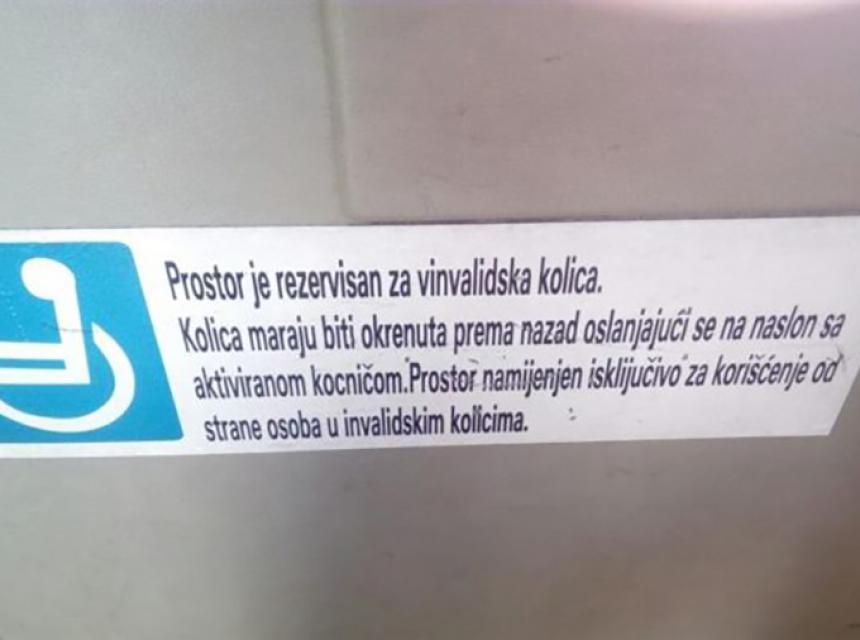 Prostor je rezervisan za vinvalidska kolica.
Kolica maraju biti okrenuta prema nazad oslanjajući se na naslon sa
aktiviranom kocničom.Prostor namijenjen isključivo za korišćenje od
strane osoba u invalidskim kolicima.